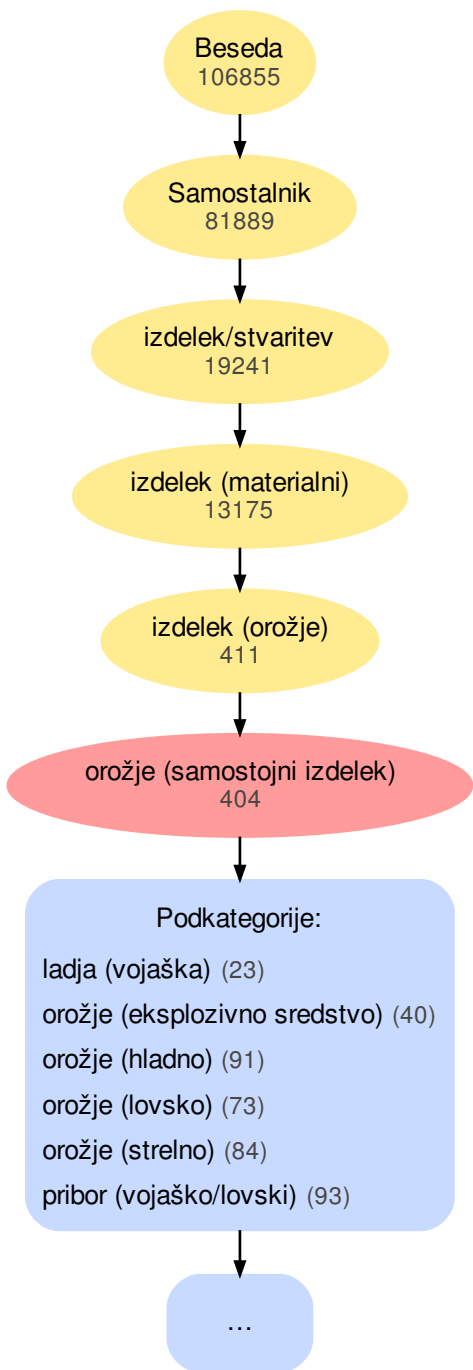 Beseda
106855
Samostalnik
81889
izdelek/stvaritev
19241
izdelek (materialni)
13175
izdelek (orožje)
411
orožje (samostojni izdelek)
404
Podkategorije:
ladja (vojaška) (23)
orožje (eksplozivno sredstvo) (40)
orožje (hladno) (91)
orožje (lovsko) (73)
orožje (strelno) (84)
pribor (vojaško/lovski) (93)
...